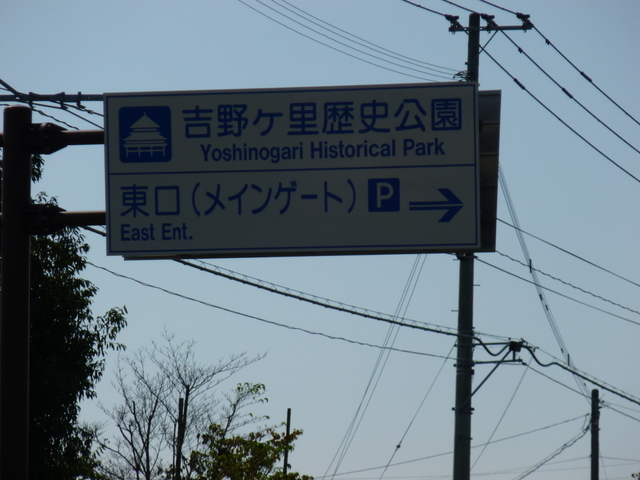 吉野ケ里歴史公園
Yoshinogari Historical Park
東口（メインゲート） P →
East Ent.